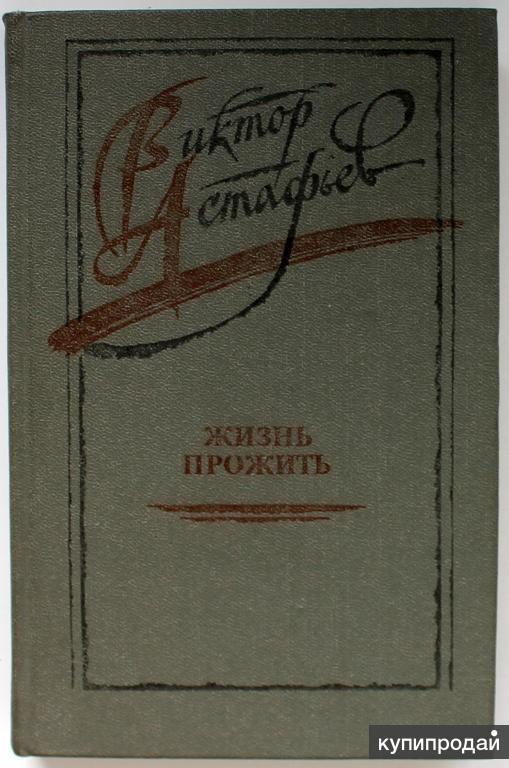 Виктор
Астафьев
ЖИЗНЬ
ПРОЖИТЬ
купипродай